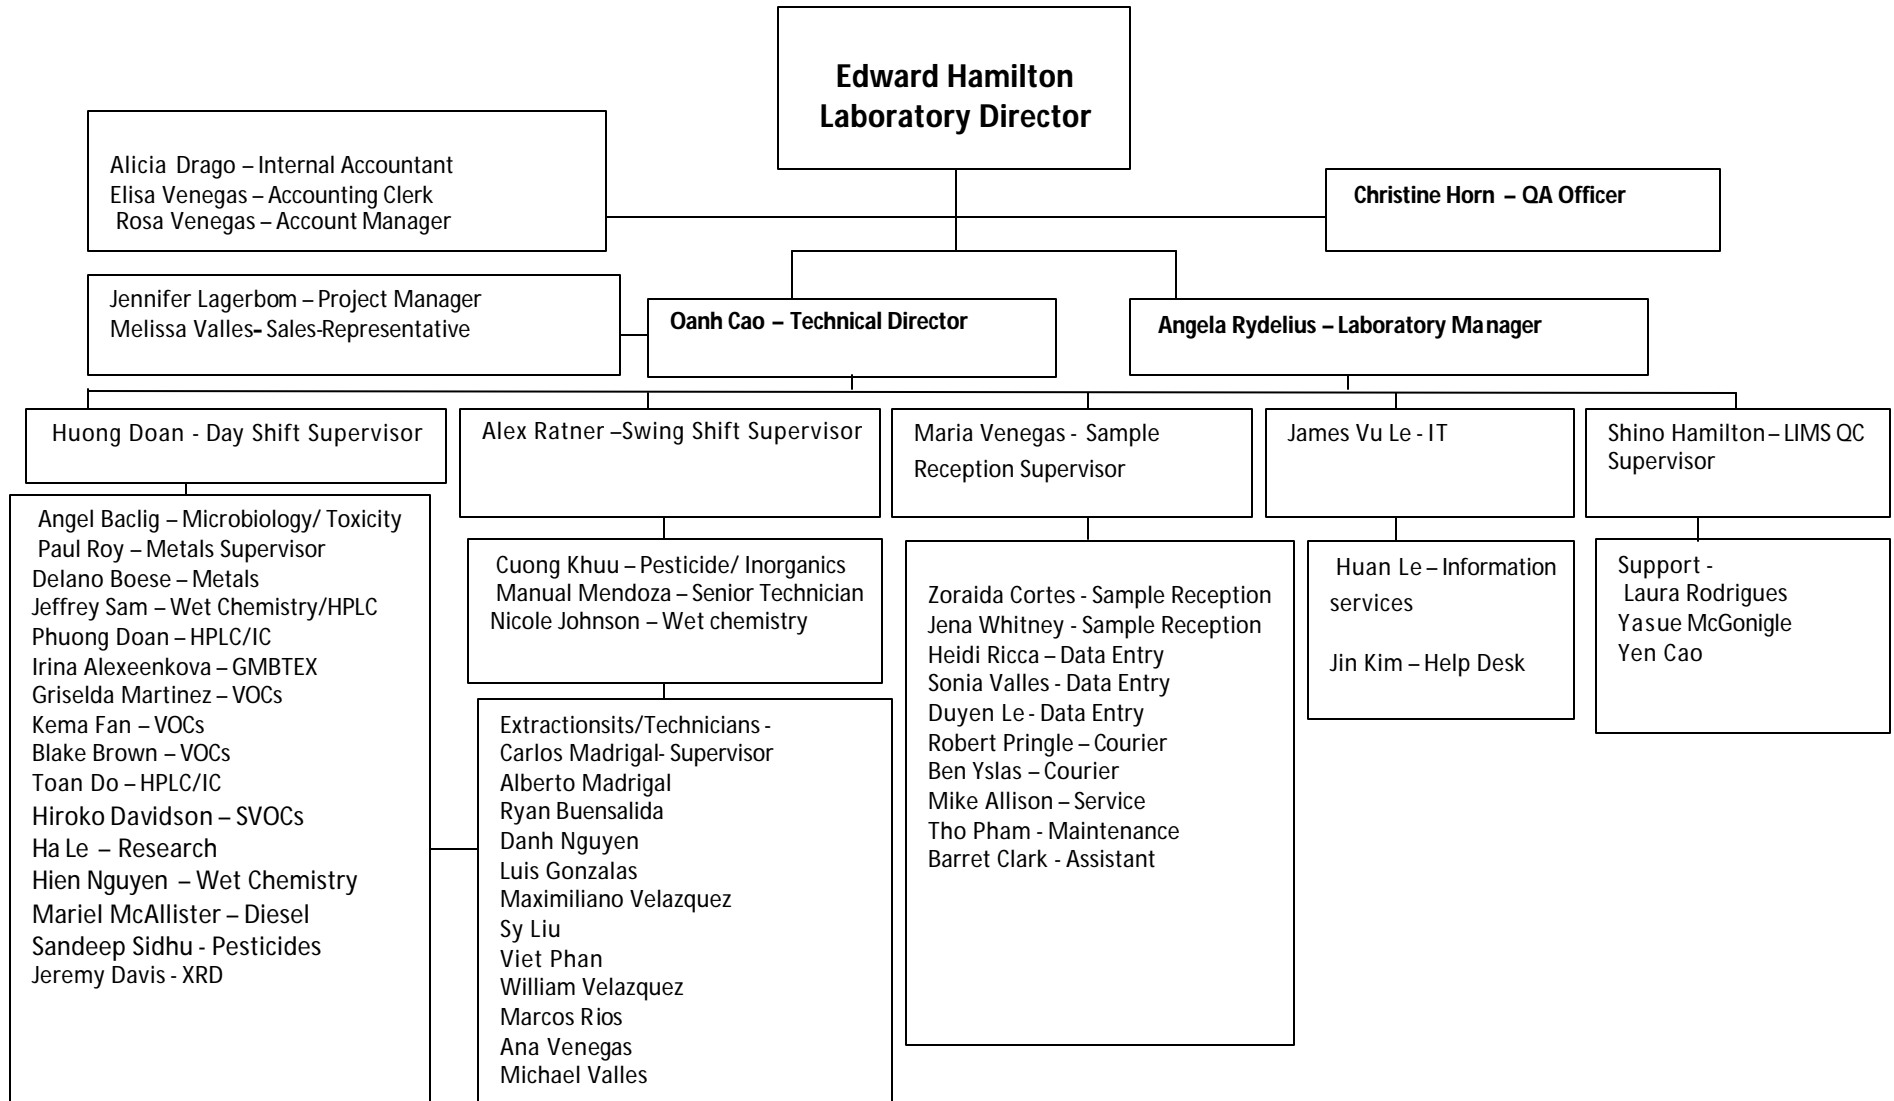 Edward Hamilton
Laboratory Director
Alicia Drago – Internal Accountant
Elisa Venegas – Accounting Clerk
Rosa Venegas – Account Manager
Christine Horn – QA Officer
Jennifer Lagerbom – Project Manager
Melissa Valles- Sales-Representative
Oanh Cao – Technical Director
Angela Rydelius – Laboratory Manager
Huong Doan - Day Shift Supervisor
Alex Ratner –Swing Shift Supervisor
Maria Venegas - Sample
Reception Supervisor
James Vu Le - IT
Shino Hamilton – LIMS QC
Supervisor
Angel Baclig – Microbiology/ Toxicity
Paul Roy – Metals Supervisor
Delano Boese – Metals
Jeffrey Sam – Wet Chemistry/HPLC
Phuong Doan – HPLC/IC
Irina Alexeenkova – GMBTEX
Griselda Martinez – VOCs
Kema Fan – VOCs
Blake Brown – VOCs
Toan Do – HPLC/IC
Hiroko Davidson – SVOCs
Ha Le – Research
Hien Nguyen – Wet Chemistry
Mariel McAllister – Diesel
Sandeep Sidhu - Pesticides
Jeremy Davis - XRD
Cuong Khuu – Pesticide/ Inorganics
Manual Mendoza – Senior Technician
Nicole Johnson – Wet chemistry
Extractionsits/Technicians -
Carlos Madrigal- Supervisor
Alberto Madrigal
Ryan Buensalida
Danh Nguyen
Luis Gonzalas
Maximiliano Velazquez
Sy Liu
Viet Phan
William Velazquez
Marcos Rios
Ana Venegas
Michael Valles
Zoraida Cortes - Sample Reception
Jena Whitney - Sample Reception
Heidi Ricca – Data Entry
Sonia Valles - Data Entry
Duyen Le - Data Entry
Robert Pringle – Courier
Ben Yslas – Courier
Mike Allison – Service
Tho Pham - Maintenance
Barret Clark - Assistant
Huan Le – Information
services
Jin Kim – Help Desk
Support -
Laura Rodrigues
Yasue McGonigle
Yen Cao